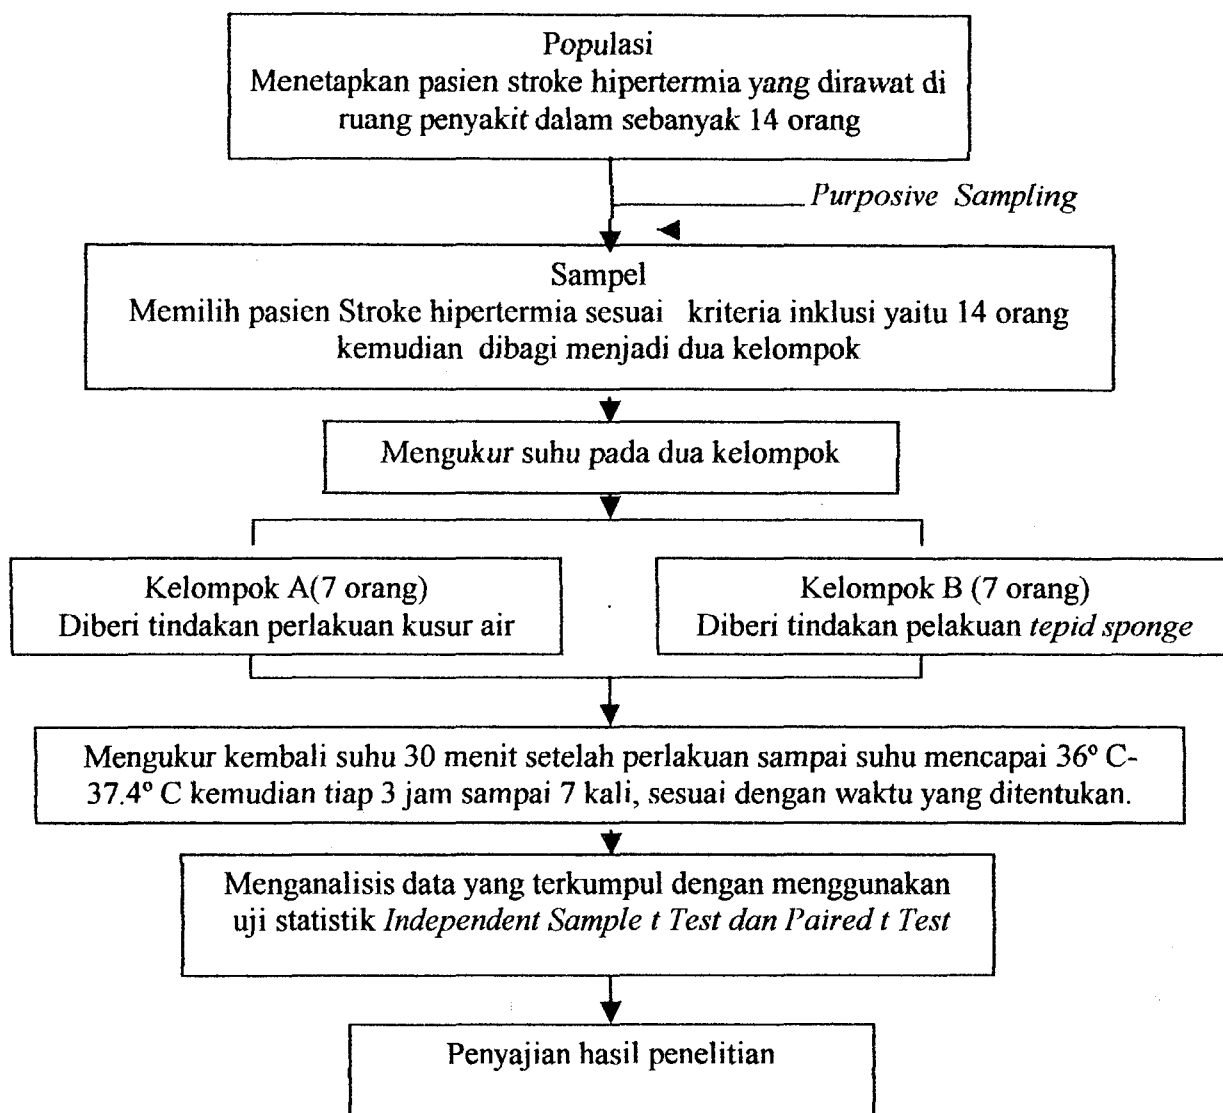 Populasi
Menetapkan pasien stroke hipertermia yang dirawat di
ruang penyakit dalam sebanyak 14 orang
Purposive Sampling
Sampel
Memilih pasien Stroke hipertermia sesuai kriteria inklusi yaitu 14 orang
kemudian dibagi menjadi dua kelompok
Mengukur suhu pada dua kelompok
Kelompok A(7 orang)
Diberi tindakan perlakuan kusur air
Kelompok B (7 orang)
Diberi tindakan pelakuan tepid sponge
Mengukur kembali suhu 30 menit setelah perlakuan sampai suhu mencapai 36º C-
37.4º C kemudian tiap 3 jam sampai 7 kali, sesuai dengan waktu yang ditentukan.
Menganalisis data yang terkumpul dengan menggunakan
uji statistik Independent Sample t Test dan Paired t Test
Penyajian hasil penelitian